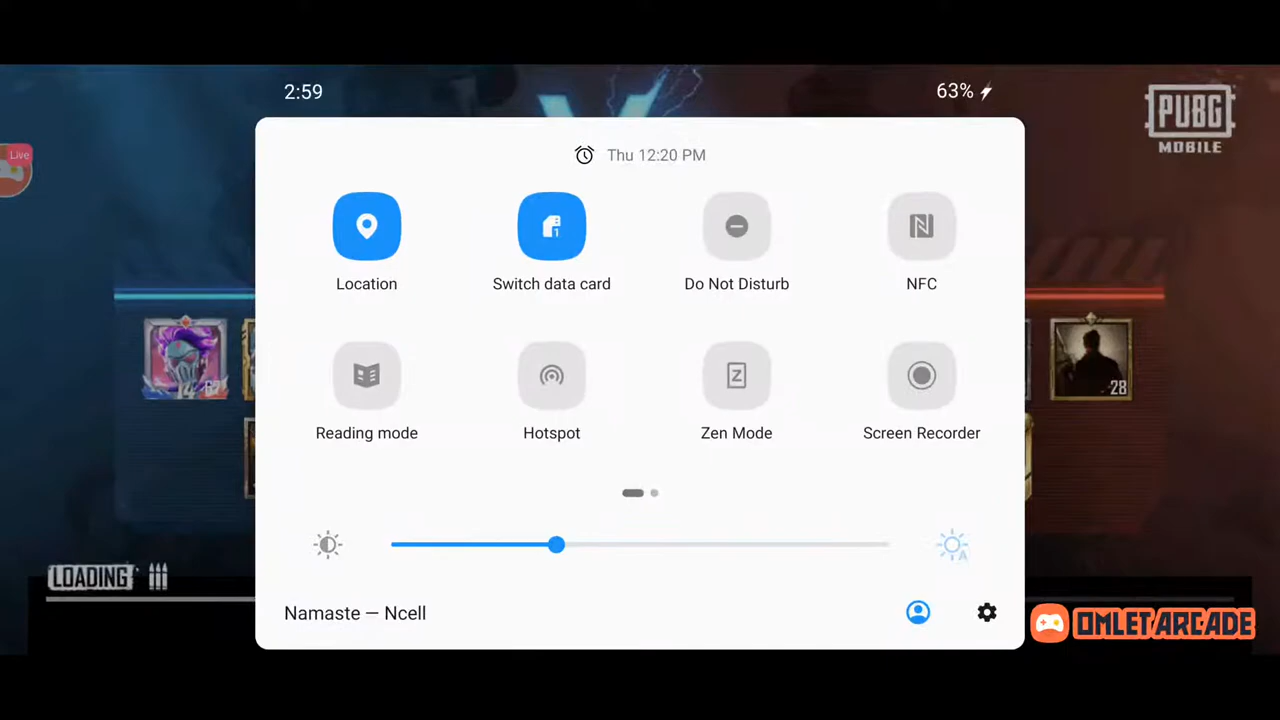 2:59
63%
PUBG
MOBILE
Live
Thu 12:20 PM
1
Location
Switch data card
Do Not Disturb
NFC
28
Reading mode
Hotspot
Z
Zen Mode
Screen Recorder
A
LOADING
Namaste — Ncell
OMLET ARCADE